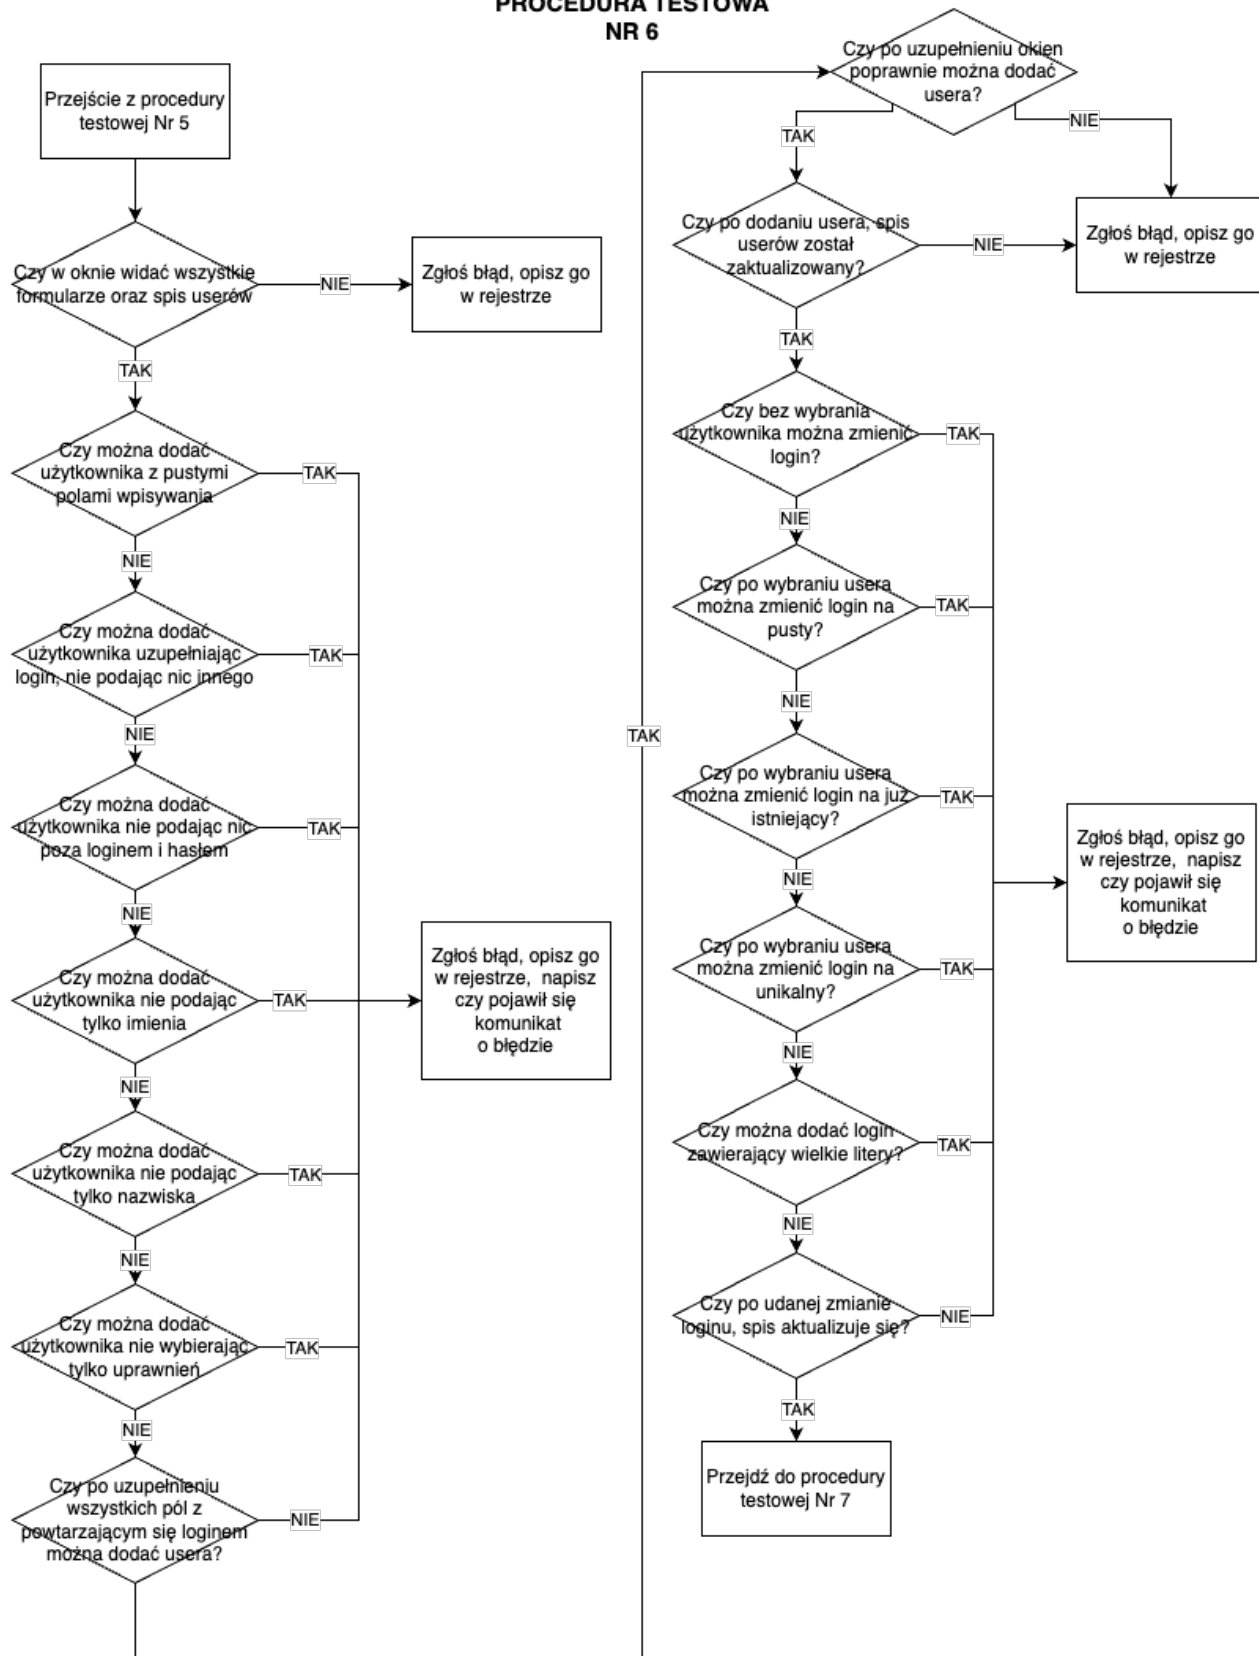 PROCEDURA TESTOWA
NR 6
Przejście z procedury
testowej Nr 5
Czy w oknie widać wszystkie
formularze oraz spis userów
NIE
Zgłoś błąd, opisz go
w rejestrze
TAK
Czy można dodać
użytkownika z pustymi
polami wpisywania
TAK
NIE
Czy można dodać
użytkownika uzupełniając
login, nie podając nic innego
TAK
NIE
Czy można dodać
użytkownika nie podając nic
poza loginem i hasłem
TAK
NIE
Czy można dodać
użytkownika nie podając
tylko imienia
TAK
Zgłoś błąd, opisz go
w rejestrze, napisz
czy pojawił się
komunikat
o błędzie
NIE
Czy można dodać
użytkownika nie podając
tylko nazwiska
TAK
NIE
Czy można dodać
użytkownika nie wybierając
tylko uprawnień
TAK
NIE
Czy po uzupełnieniu
wszystkich pól z
powtarzającym się loginem
można dodać usera?
NIE
TAK
Czy po uzupełnieniu okien
poprawnie można dodać
usera?
TAK
NIE
Czy po dodaniu usera, spis
userów został
zaktualizowany?
NIE
Zgłoś błąd, opisz go
w rejestrze
TAK
Czy bez wybrania
użytkownika można zmienić
login?
TAK
NIE
Czy po wybraniu usera
można zmienić login na
pusty?
TAK
NIE
Czy po wybraniu usera
można zmienić login na już
istniejący?
TAK
NIE
Zgłoś błąd, opisz go
w rejestrze, napisz
czy pojawił się
komunikat
o błędzie
Czy po wybraniu usera
można zmienić login na
unikalny?
TAK
NIE
Czy można dodać login
zawierający wielkie litery?
TAK
NIE
Czy po udanej zmianie
loginu, spis aktualizuje się?
NIE
TAK
Przejdź do procedury
testowej Nr 7